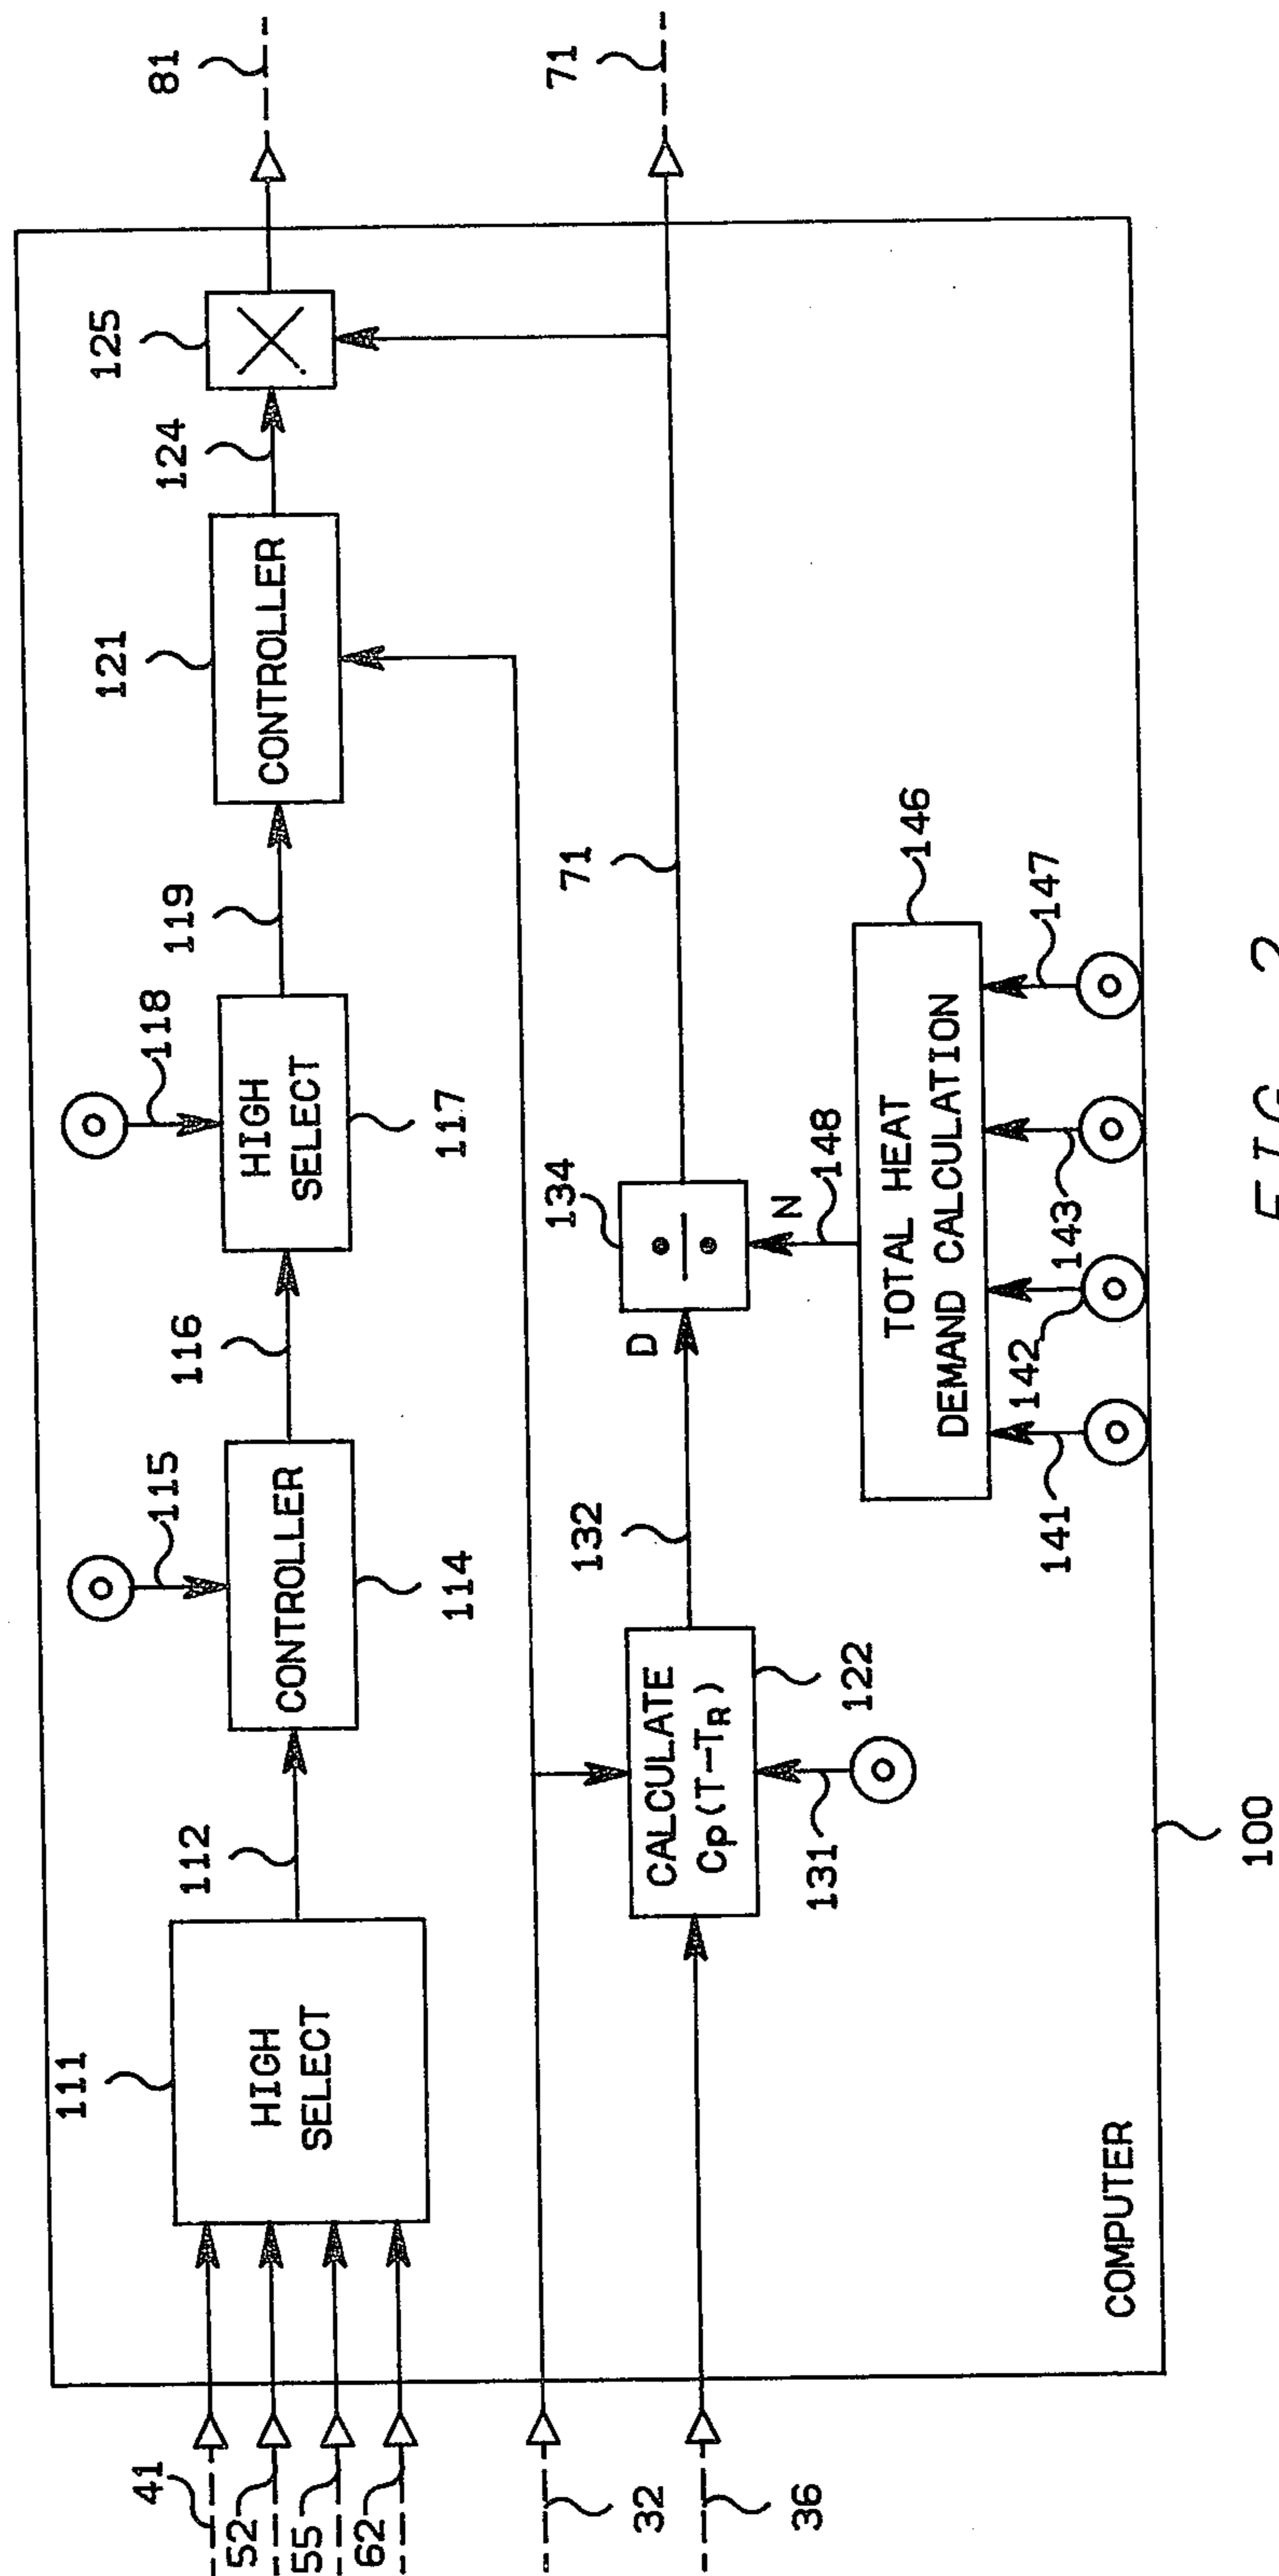 41
52
55
62
32
36
111
HIGH
SELECT
112
115
CONTROLLER
114
116
118
HIGH
SELECT
117
119
121
CONTROLLER
124
125
81
71
CALCULATE
Cp(T-TR)
122
131
132
134
D
N
148
71
TOTAL HEAT
DEMAND CALCULATION
146
141
142
143
147
COMPUTER
100
FIG. 2